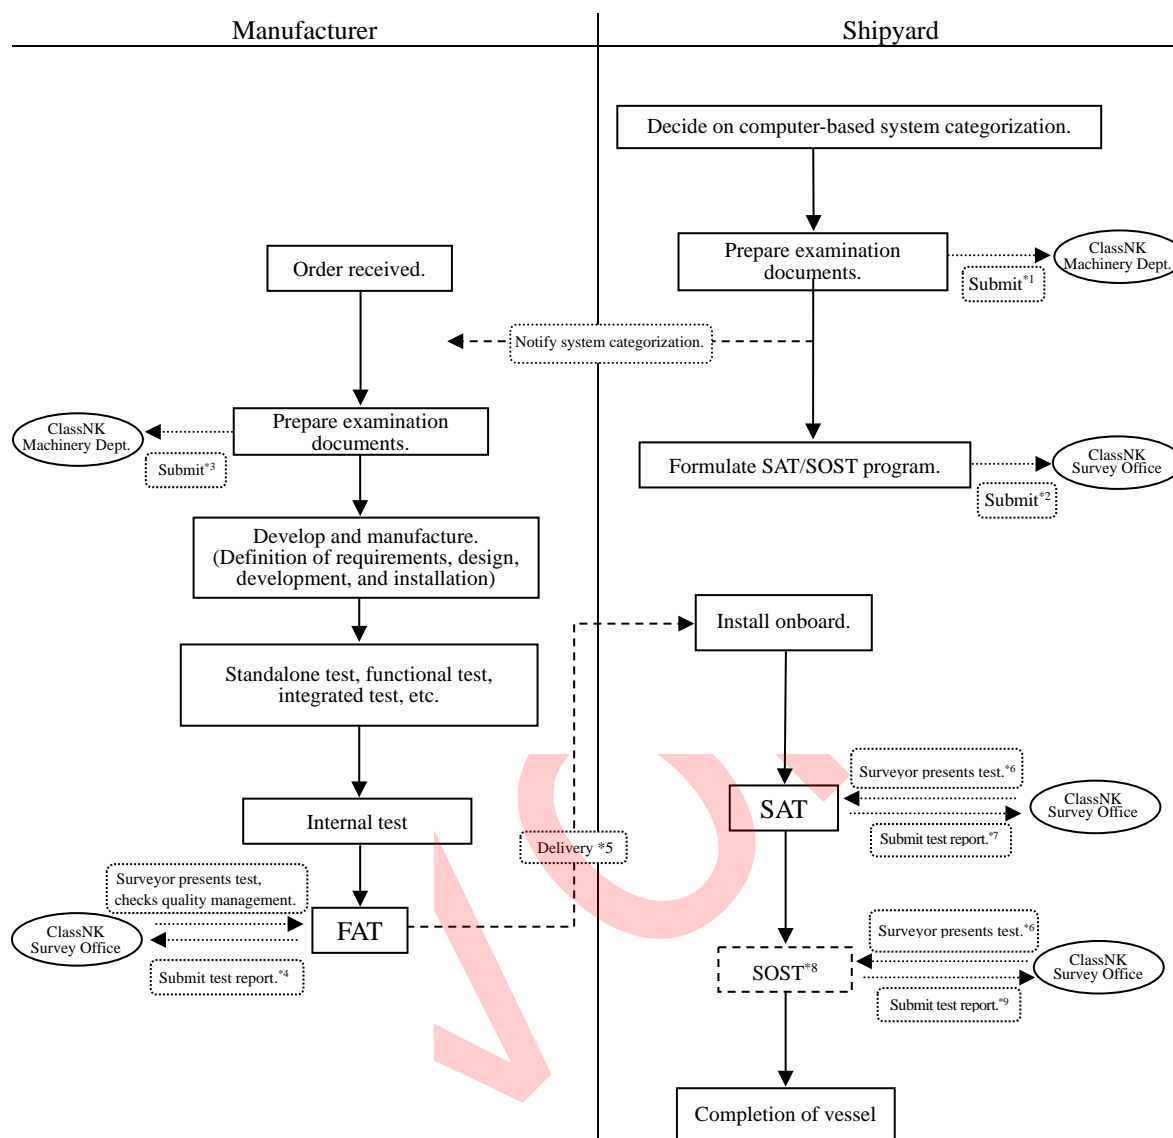 Manufacturer
Shipyard
Decide on computer-based system categorization.
Prepare examination
documents.
Submit*1
ClassNK
Machinery Dept.
Order received.
Notify system categorization.
Prepare examination
documents.
ClassNK
Machinery Dept.
Submit*3
Formulate SAT/SOST program.
Submit*2
ClassNK
Survey Office
Develop and manufacture.
(Definition of requirements, design,
development, and installation)
Install onboard.
Standalone test, functional test,
integrated test, etc.
Internal test
Surveyor presents test.*6
SAT
Submit test report.*7
ClassNK
Survey Office
Delivery *5
Surveyor presents test,
checks quality management.
ClassNK
Survey Office
FAT
Submit test report.*4
Surveyor presents test.*6
SOST*8
Submit test report.*9
ClassNK
Survey Office
Completion of vessel